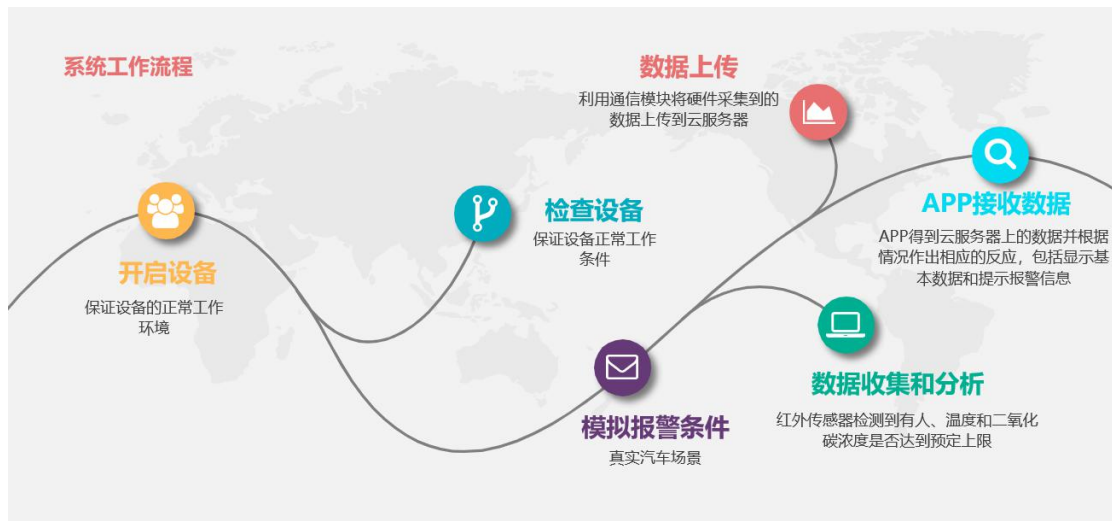 系统工作流程
开启设备
保证设备的正常工作
环境
检查设备
保证设备正常工作
条件
模拟报警条件
真实汽车场景
数据收集和分析
红外传感器检测到有人、温度和二氧化
碳浓度是否达到预定上限
数据上传
利用通信模块将硬件采集到的
数据上传到云服务器
APP接收数据
APP得到云服务器上的数据并根据
情况作出相应的反应，包括显示基
本数据和提示报警信息